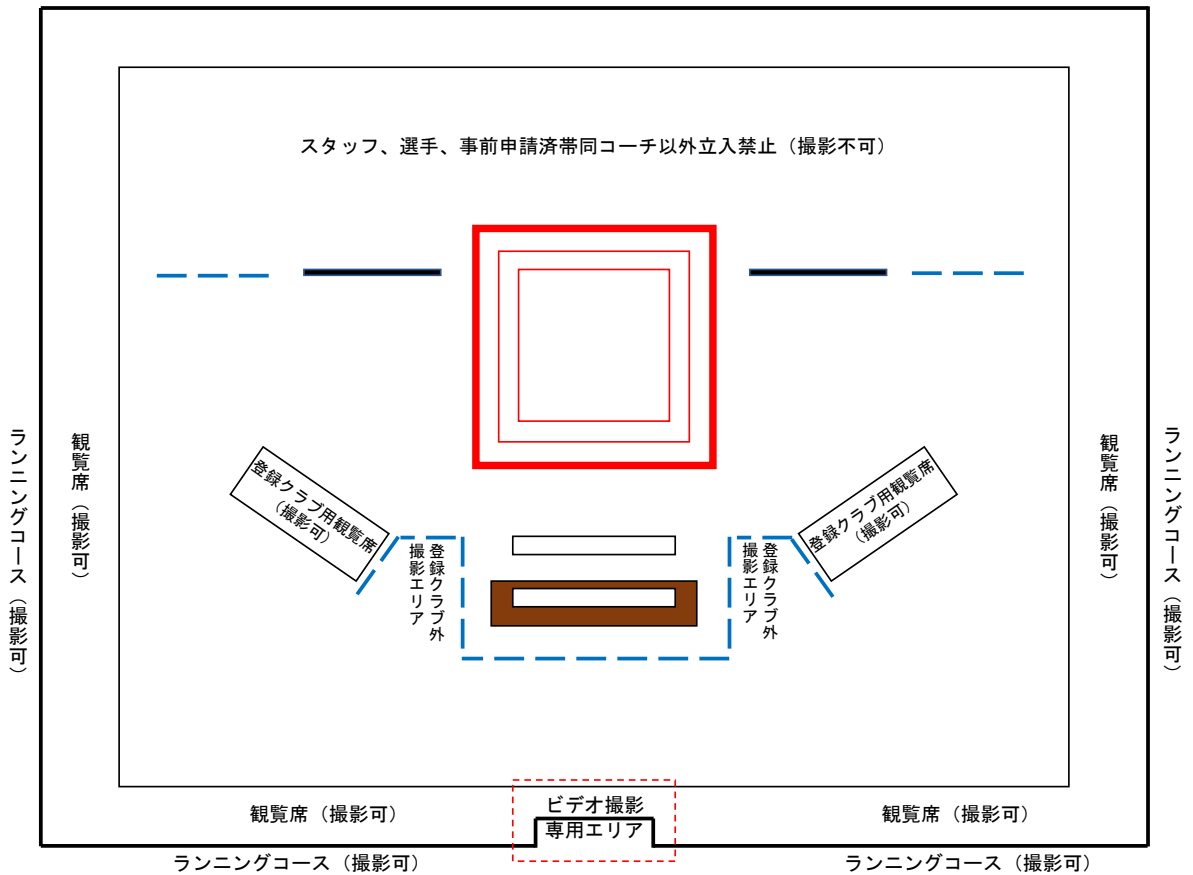 スタッフ、選手、事前申請済帯同コーチ以外立入禁止（撮影不可）
ランニングコース（撮影可）
観覧席（撮影可）
登録クラブ用観覧席
（撮影可）
登録クラブ外
撮影エリア
登録クラブ外
撮影エリア
登録クラブ用観覧席
（撮影可）
観覧席（撮影可）
ランニングコース（撮影可）
観覧席（撮影可）
ビデオ撮影
専用エリア
観覧席（撮影可）
ランニングコース（撮影可）
ランニングコース（撮影可）